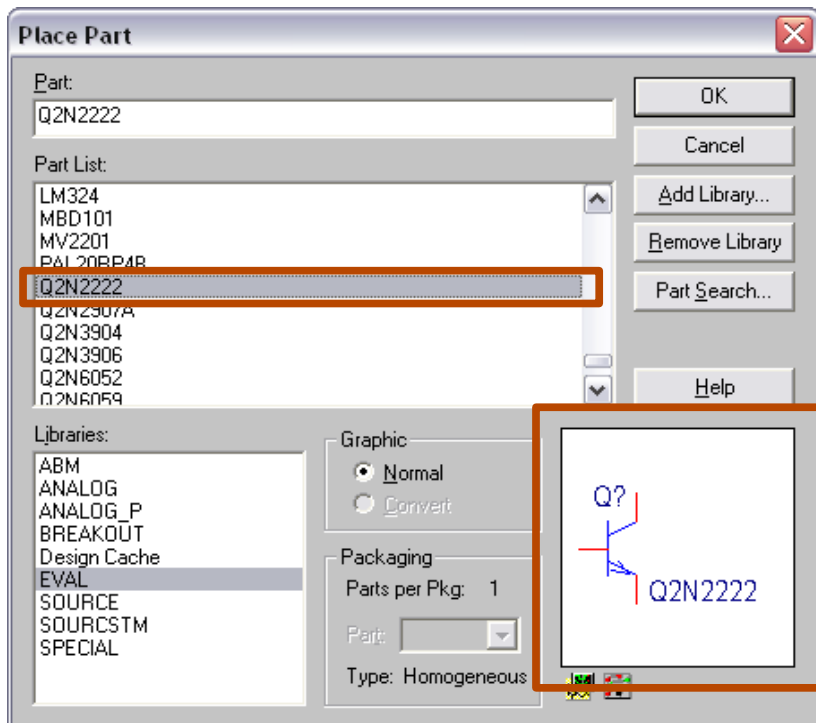 Place Part
Part:
Q2N2222
OK
Cancel
Part List:
LM324
MBD101
MV2201
PAL20RP4B
Q2N2222
Q2N2907A
Q2N3904
Q2N3906
Q2N6052
Q2N6059
Add Library...
Remove Library
Part Search...
Help
Libraries:
ABM
ANALOG
ANALOG_P
BREAKOUT
Design Cache
EVAL
SOURCE
SOURCSTM
SPECIAL
Graphic
Normal
Convert
Packaging
Parts per Pkg: 1
Part:
Type: Homogeneous
Q?
Q2N2222